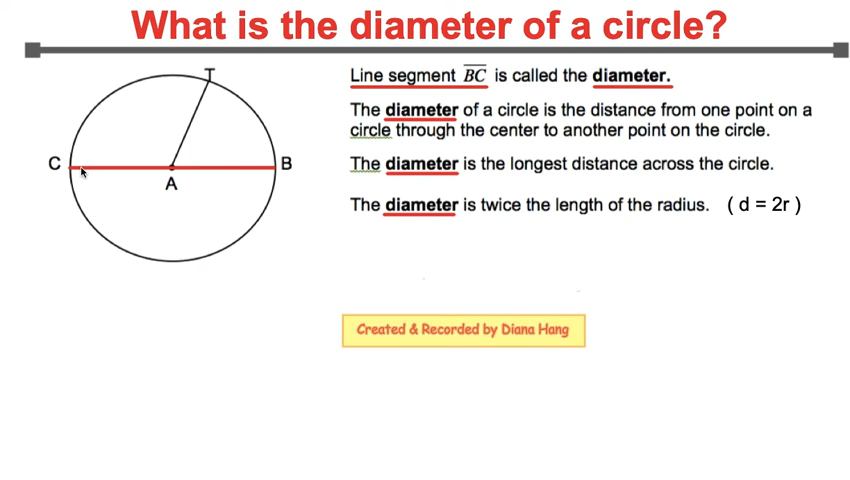 What is the diameter of a circle?
T
C
B
A
Line segment BC is called the diameter.
The diameter of a circle is the distance from one point on a
circle through the center to another point on the circle.
The diameter is the longest distance across the circle.
The diameter is twice the length of the radius. ( d = 2r )
Created & Recorded by Diana Hang